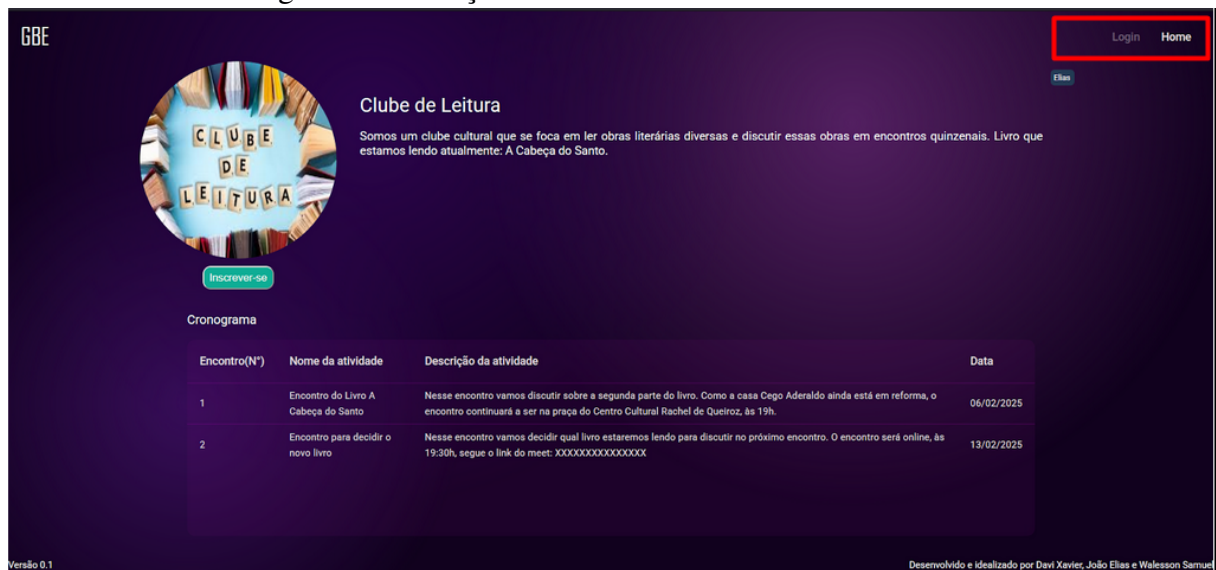 GBE
Login Home
Elias
CLUBE
DE
LEITURA
Clube de Leitura
Somos um clube cultural que se foca em ler obras literárias diversas e discutir essas obras em encontros quinzenais. Livro que
estamos lendo atualmente: A Cabeça do Santo.
Inscrever-se
Cronograma
Encontro(N°) Nome da atividade Descrição da atividade Data
1 Encontro do Livro A Cabeça do Santo Nesse encontro vamos discutir sobre a segunda parte do livro. Como a casa Cego Aderaldo ainda está em reforma, o encontro continuará a ser na praça do Centro Cultural Rachel de Queiroz, às 19h. 06/02/2025
2 Encontro para decidir o novo livro Nesse encontro vamos decidir qual livro estaremos lendo para discutir no próximo encontro. O encontro será online, às 19:30h, segue o link do meet: XXXXXXXXXXXXXXX 13/02/2025
Versão 0.1
Desenvolvido e idealizado por Davi Xavier, João Elias e Walesson Samuel